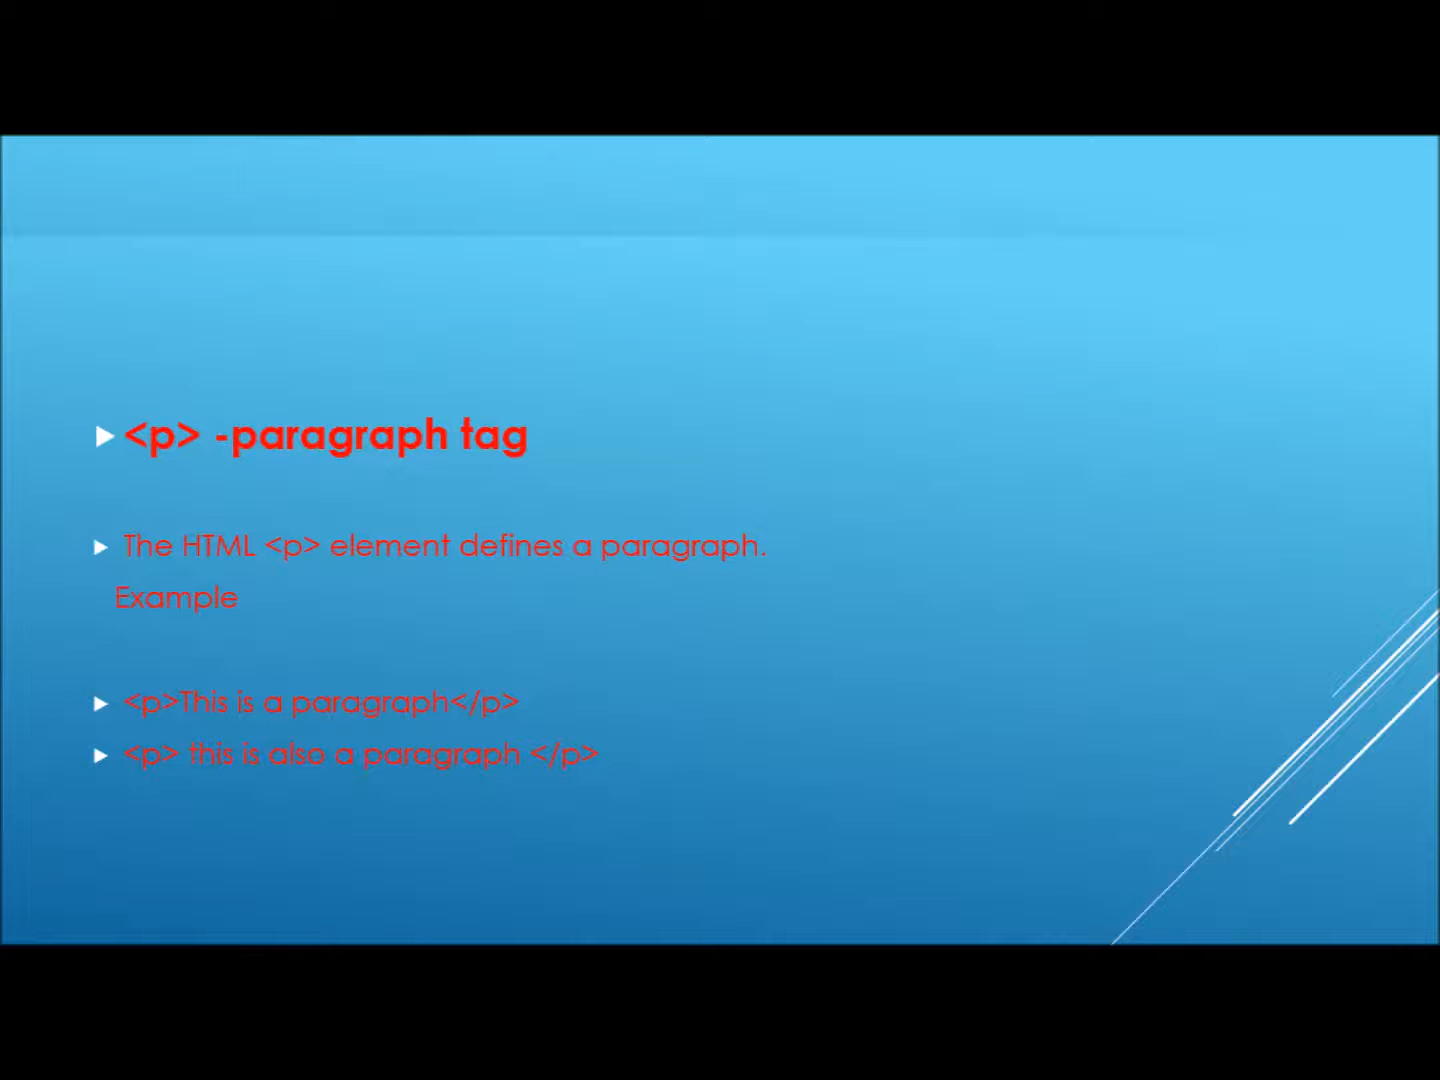 <p> -paragraph tag
The HTML <p> element defines a paragraph.
Example
<p>This is a paragraph</p>
<p> this is also a paragraph </p>